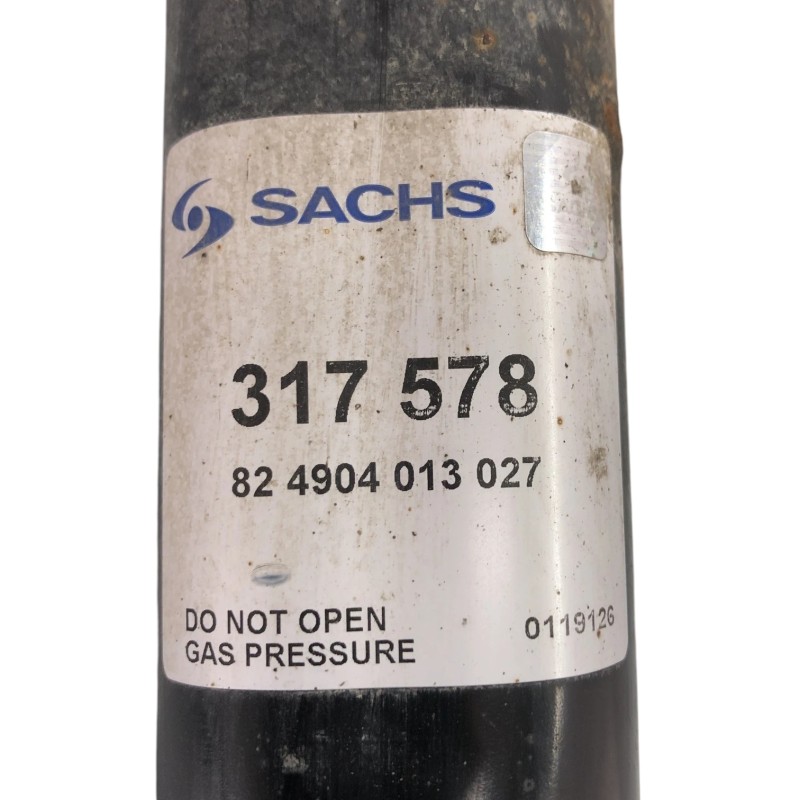 SACHS
317 578
82 4904 013 027
DO NOT OPEN
GAS PRESSURE
0119126